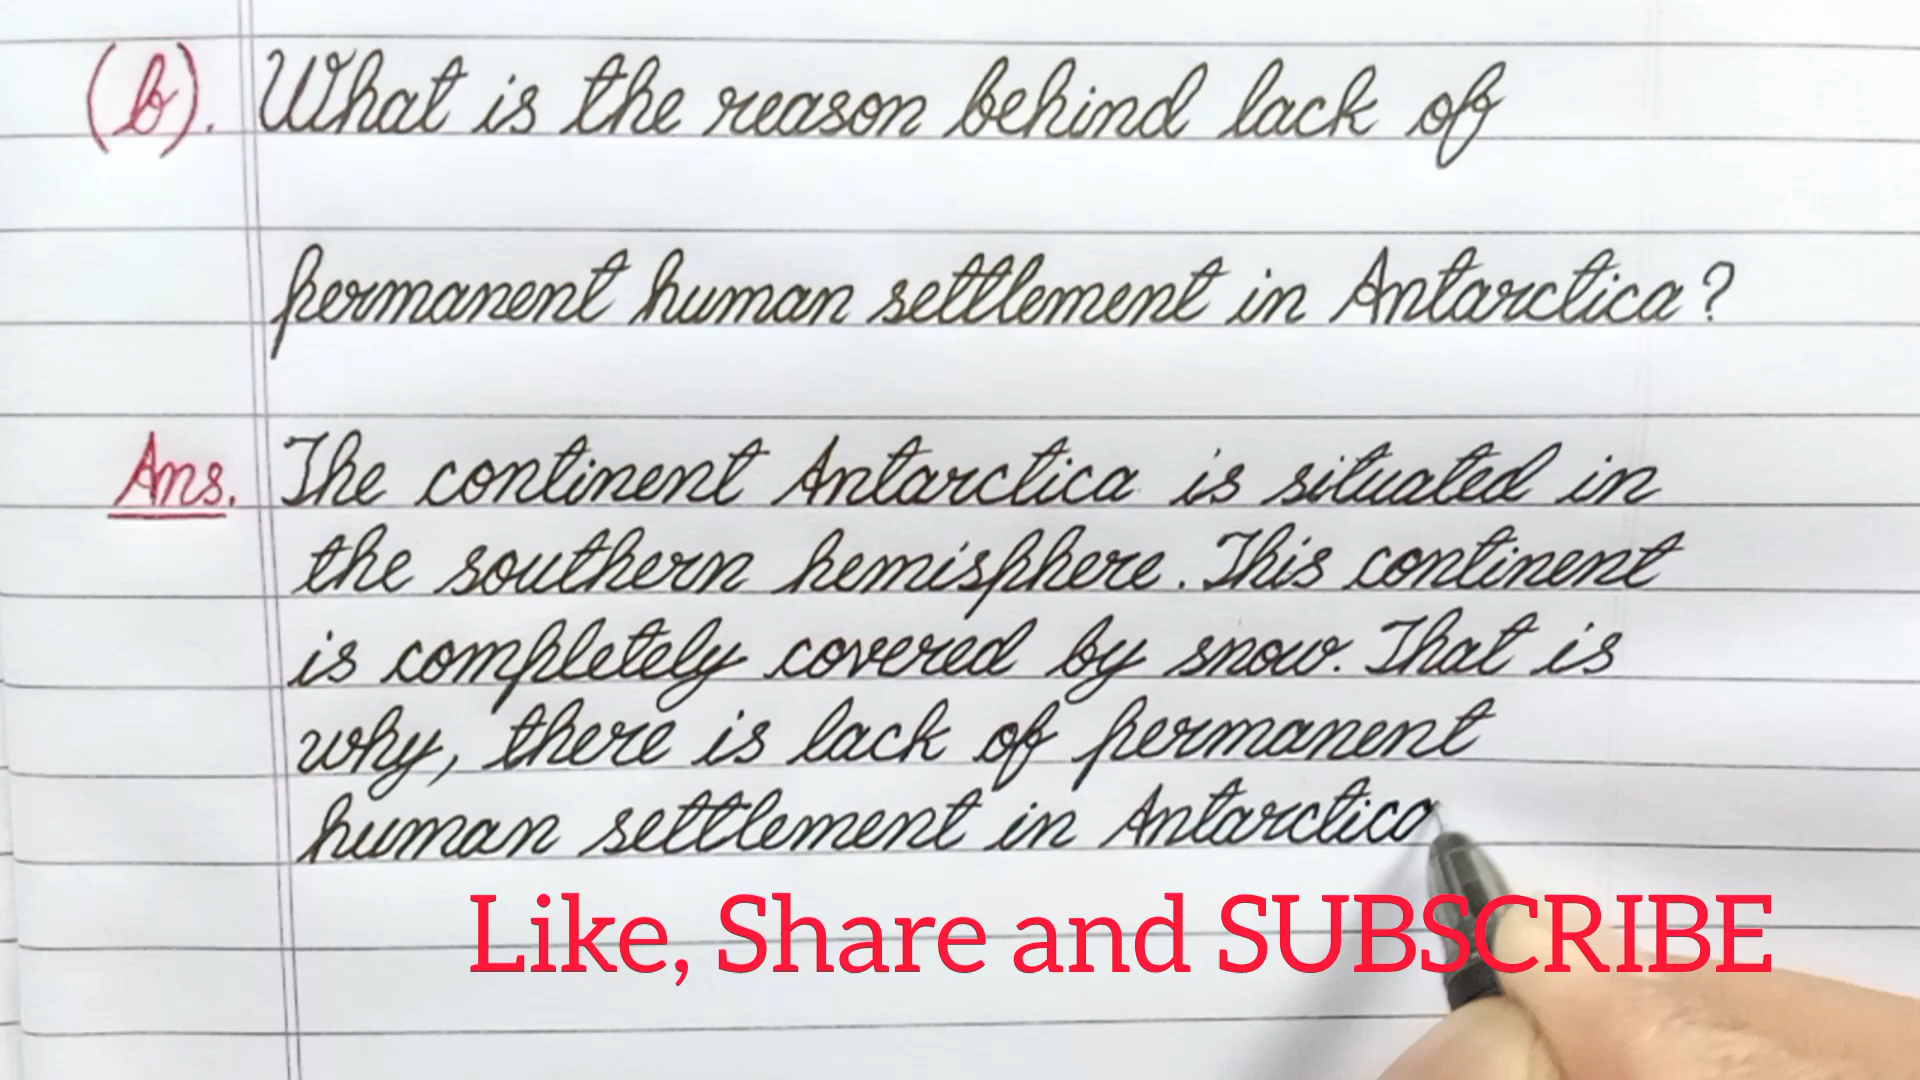 (b). What is the reason behind lack of
permanent human settlement in Antarctica?
Ans. The continent Antarctica is situated in
the southern hemisphere. This continent
is completely covered by snow. That is
why, there is lack of permanent
human settlement in Antarctica
Like, Share and SUBSCRIBE